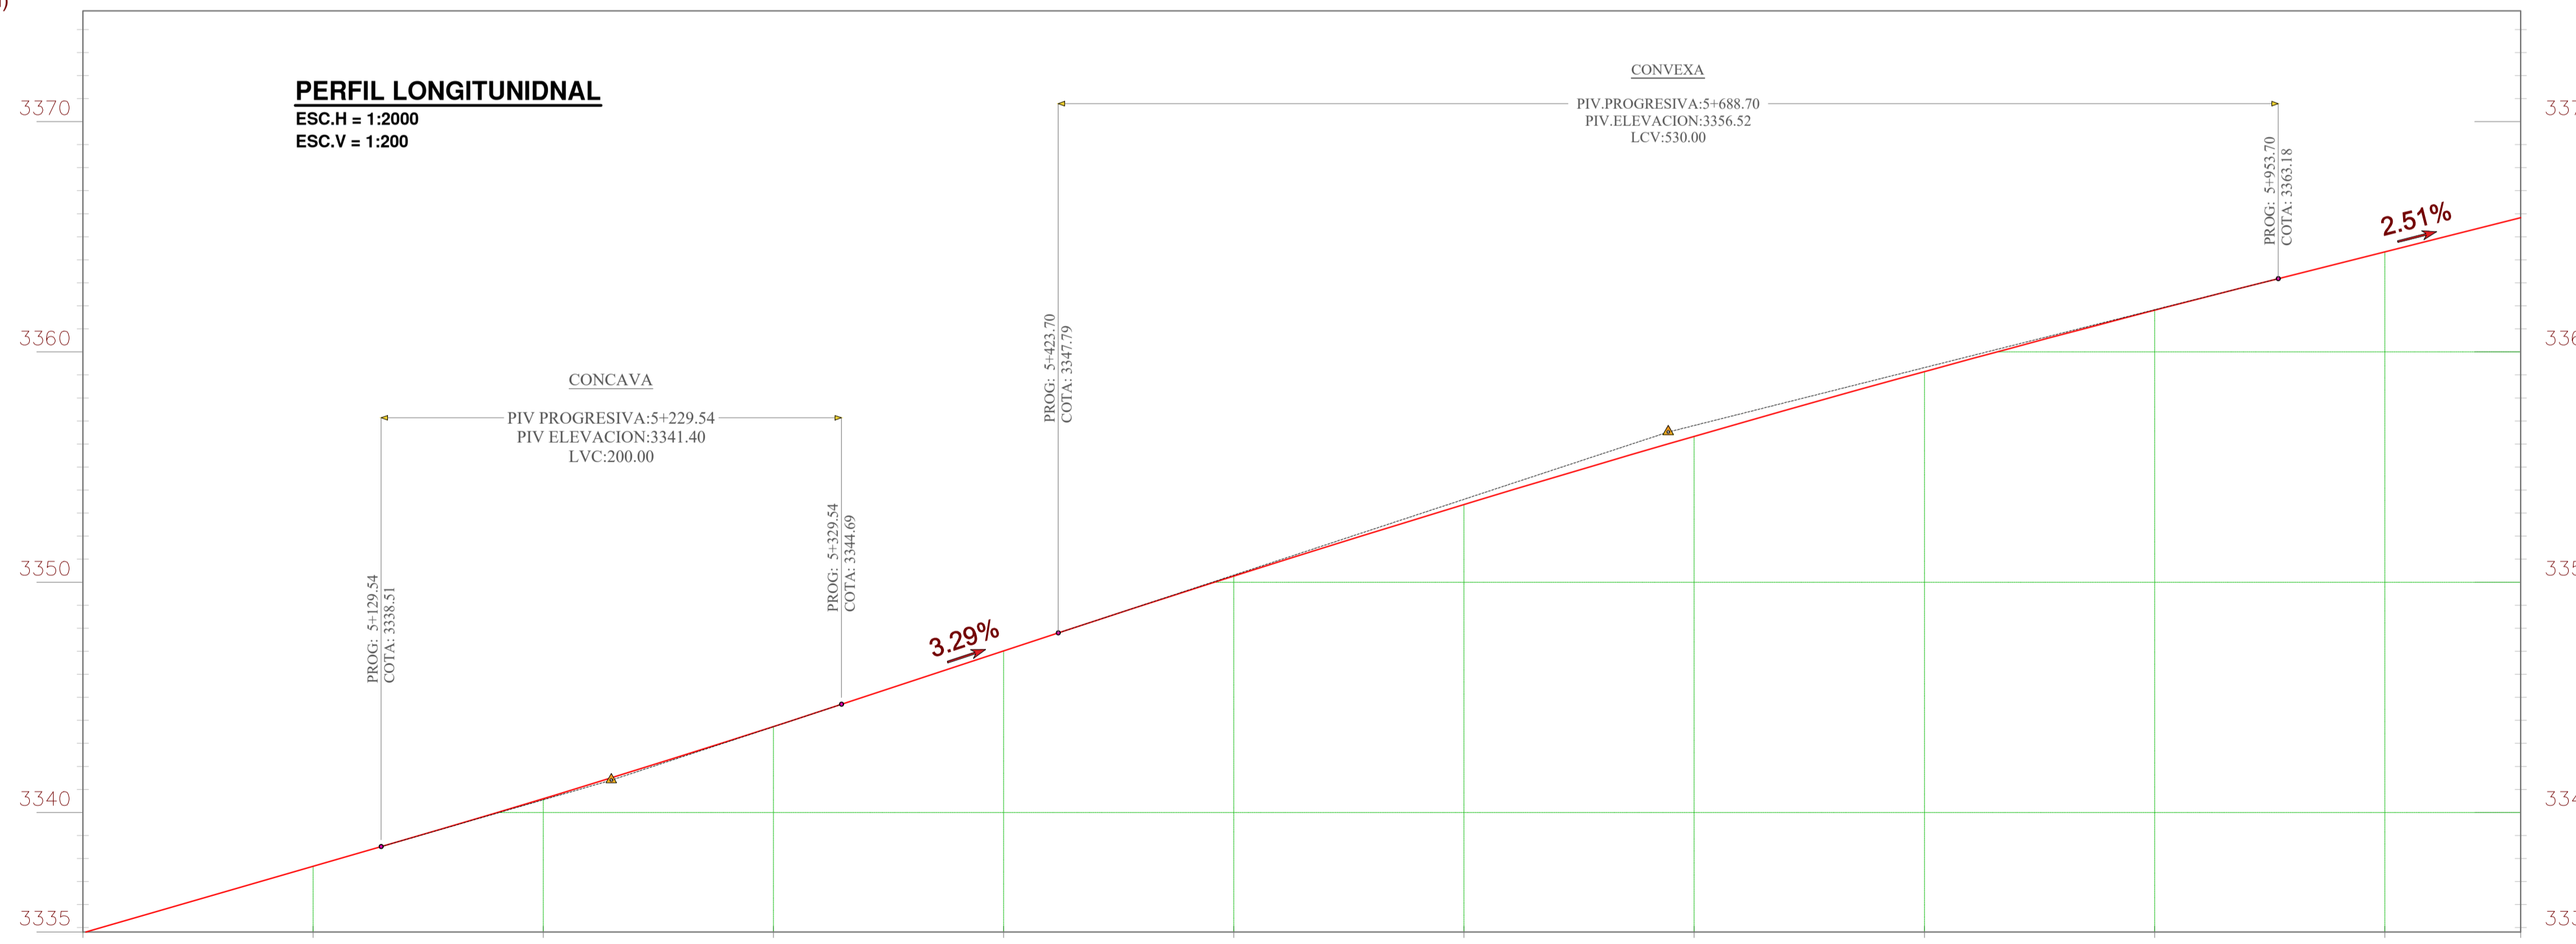 PERFIL LONGITUNIDNAL
ESC.H = 1:2000
ESC.V = 1:200
3370
3360
3350
3340
3335
CONCAVA
PIV PROGRESIVA:5+229.54
PIV ELEVACION:3341.40
LVC:200.00
PROG: 5+129.54
COTA: 3338.51
PROG: 5+329.54
COTA: 3344.69
3.29%
CONVEXA
PIV.PROGRESIVA:5+688.70
PIV.ELEVACION:3356.52
LCV:530.00
PROG: 5+423.70
COTA: 3347.79
PROG: 5+953.70
COTA: 3363.18
2.51%